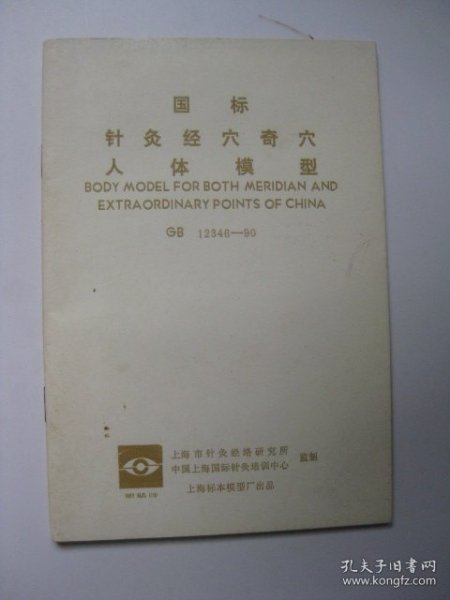 国 标
针 灸 经 穴 奇 穴
人 体 模 型
BODY MODEL FOR BOTH MERIDIAN AND
EXTRAORDINARY POINTS OF CHINA
GB 12346—90
上海市针灸经络研究所
中国上海国际针灸培训中心
监制
上海标本模型厂出品
孔夫子旧书网
www.kongfz.com